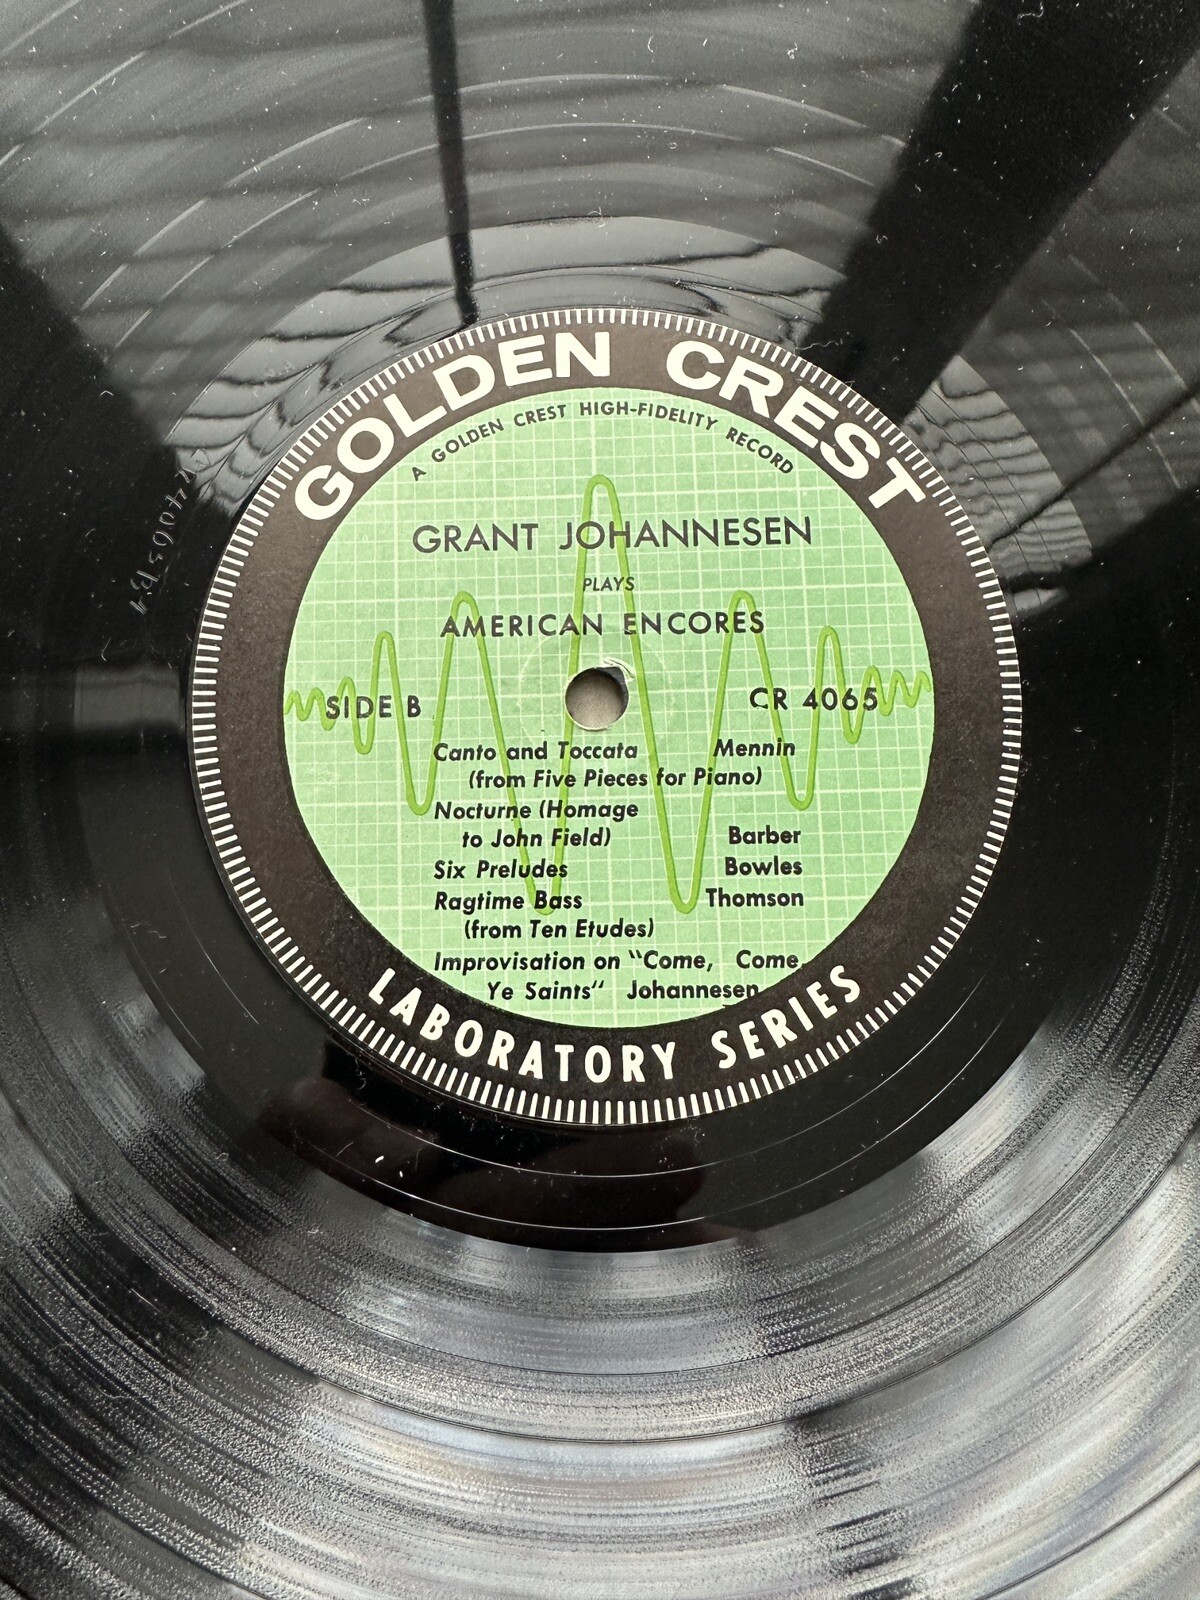 GOLDEN CREST
A GOLDEN CREST HIGH-FIDELITY RECORD
GRANT JOHANNESEN
PLAYS
AMERICAN ENCORES
SIDE B CR 4065
Canto and Toccata Mennin
(from Five Pieces for Piano)
Nocturne (Homage
to John Field) Barber
Six Preludes Bowles
Ragtime Bass Thomson
(from Ten Etudes)
Improvisation on "Come, Come,
Ye Saints" Johannesen
LABORATORY SERIES